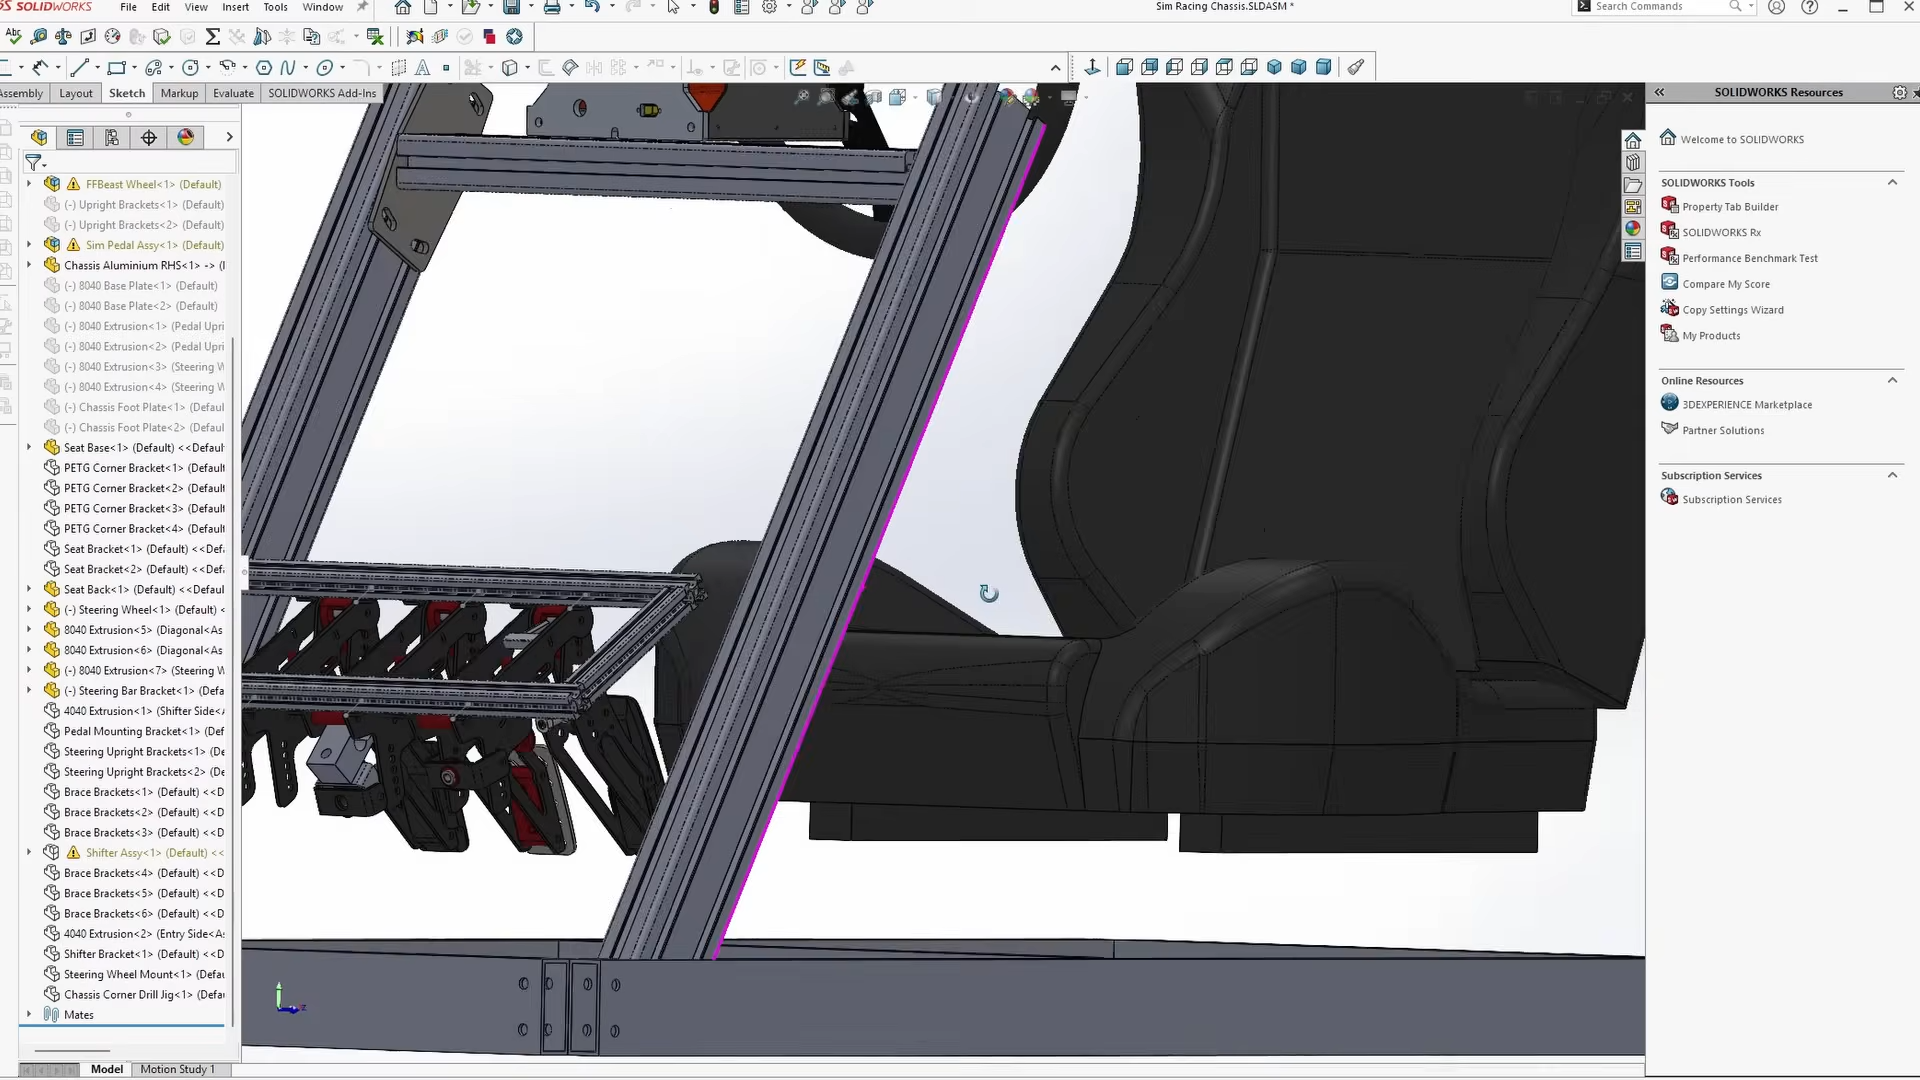 SOLIDWORKS
File
Edit
View
Insert
Tools
Window
Sim Racing Chassis.SLDASM *
Search Commands
Assembly
Layout
Sketch
Markup
Evaluate
SOLIDWORKS Add-Ins
FFBeast Wheel<1> (Default)
(-) Upright Brackets<1> (Default)
(-) Upright Brackets<2> (Default)
Sim Pedal Assy<1> (Default)
Chassis Aluminium RHS<1> -> (
(-) 8040 Base Plate<1> (Default)
(-) 8040 Base Plate<2> (Default)
(-) 8040 Extrusion<1> (Pedal Upri
(-) 8040 Extrusion<2> (Pedal Upri
(-) 8040 Extrusion<3> (Steering W
(-) 8040 Extrusion<4> (Steering W
(-) Chassis Foot Plate<1> (Defaul
(-) Chassis Foot Plate<2> (Defaul
Seat Base<1> (Default) <<Defaul
PETG Corner Bracket<1> (Default
PETG Corner Bracket<2> (Default
PETG Corner Bracket<3> (Default
PETG Corner Bracket<4> (Default
Seat Bracket<1> (Default) <<Defa
Seat Bracket<2> (Default) <<Defa
Seat Back<1> (Default) <<Defaul
(-) Steering Wheel<1> (Default) <
8040 Extrusion<5> (Diagonal<As
8040 Extrusion<6> (Diagonal<As
(-) 8040 Extrusion<7> (Steering W
(-) Steering Bar Bracket<1> (Defa
4040 Extrusion<1> (Shifter Side<A
Pedal Mounting Bracket<1> (Def
Steering Upright Brackets<1> (De
Steering Upright Brackets<2> (De
Brace Brackets<1> (Default) <<D
Brace Brackets<2> (Default) <<D
Brace Brackets<3> (Default) <<D
Shifter Assy<1> (Default) <<
Brace Brackets<4> (Default) <<D
Brace Brackets<5> (Default) <<D
Brace Brackets<6> (Default) <<D
4040 Extrusion<2> (Entry Side<As
Shifter Bracket<1> (Default) <<D
Steering Wheel Mount<1> (Defau
Chassis Corner Drill Jig<1> (Defau
Mates
Model
Motion Study 1
SOLIDWORKS Resources
Welcome to SOLIDWORKS
SOLIDWORKS Tools
Property Tab Builder
SOLIDWORKS Rx
Performance Benchmark Test
Compare My Score
Copy Settings Wizard
My Products
Online Resources
3DEXPERIENCE Marketplace
Partner Solutions
Subscription Services
Subscription Services